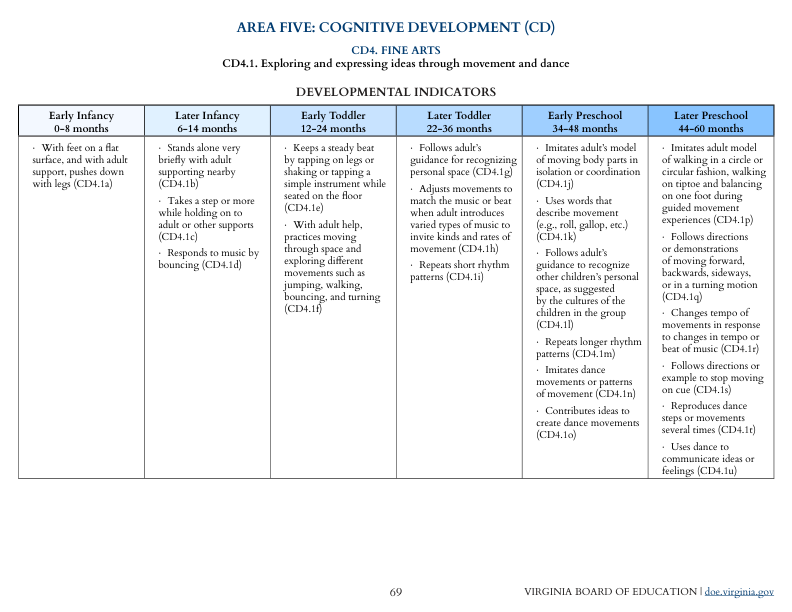 AREA FIVE: COGNITIVE DEVELOPMENT (CD)
CD4. FINE ARTS
CD4.1. Exploring and expressing ideas through movement and dance
DEVELOPMENTAL INDICATORS
Early Infancy
0–8 months
· With feet on a flat
surface, and with adult
support, pushes down
with legs (CD4.1a)
Later Infancy
6–14 months
· Stands alone very
briefly with adult
supporting nearby
(CD4.1b)
· Takes a step or more
while holding on to
adult or other supports
(CD4.1c)
· Responds to music by
bouncing (CD4.1d)
Early Toddler
12–24 months
· Keeps a steady beat
by tapping on legs or
shaking or tapping a
simple instrument while
seated on the floor
(CD4.1e)
· With adult help,
practices moving
through space and
exploring different
movements such as
jumping, walking,
bouncing, and turning
(CD4.1f)
Later Toddler
22–36 months
· Follows adult’s
guidance for recognizing
personal space (CD4.1g)
· Adjusts movements to
match the music or beat
when adult introduces
varied types of music to
invite kinds and rates of
movement (CD4.1h)
· Repeats short rhythm
patterns (CD4.1i)
Early Preschool
34–48 months
· Imitates adult’s model
of moving body parts in
isolation or coordination
(CD4.1j)
· Uses words that
describe movement
(e.g., roll, gallop, etc.)
(CD4.1k)
· Follows adult’s
guidance to recognize
other children’s personal
space, as suggested
by the cultures of the
children in the group
(CD4.1l)
· Repeats longer rhythm
patterns (CD4.1m)
· Imitates dance
movements or patterns
of movement (CD4.1n)
· Contributes ideas to
create dance movements
(CD4.1o)
Later Preschool
44–60 months
· Imitates adult model
of walking in a circle or
circular fashion, walking
on tiptoe and balancing
on one foot during
guided movement
experiences (CD4.1p)
· Follows directions
or demonstrations
of moving forward,
backwards, sideways,
or in a turning motion
(CD4.1q)
· Changes tempo of
movements in response
to changes in tempo or
beat of music (CD4.1r)
· Follows directions or
example to stop moving
on cue (CD4.1s)
· Reproduces dance
steps or movements
several times (CD4.1t)
· Uses dance to
communicate ideas or
feelings (CD4.1u)
69
VIRGINIA BOARD OF EDUCATION | doe.virginia.gov